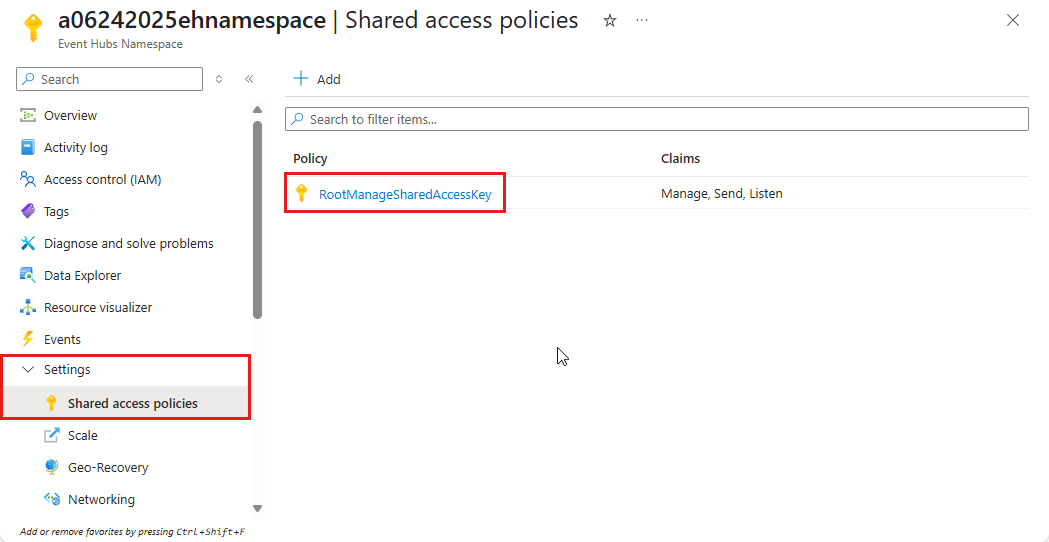 a06242025ehnamespace | Shared access policies
Event Hubs Namespace
Search
Overview
Activity log
Access control (IAM)
Tags
Diagnose and solve problems
Data Explorer
Resource visualizer
Events
Settings
Shared access policies
Scale
Geo-Recovery
Networking
Add or remove favorites by pressing Ctrl+Shift+F
Add
Search to filter items...
Policy Claims
RootManageSharedAccessKey Manage, Send, Listen